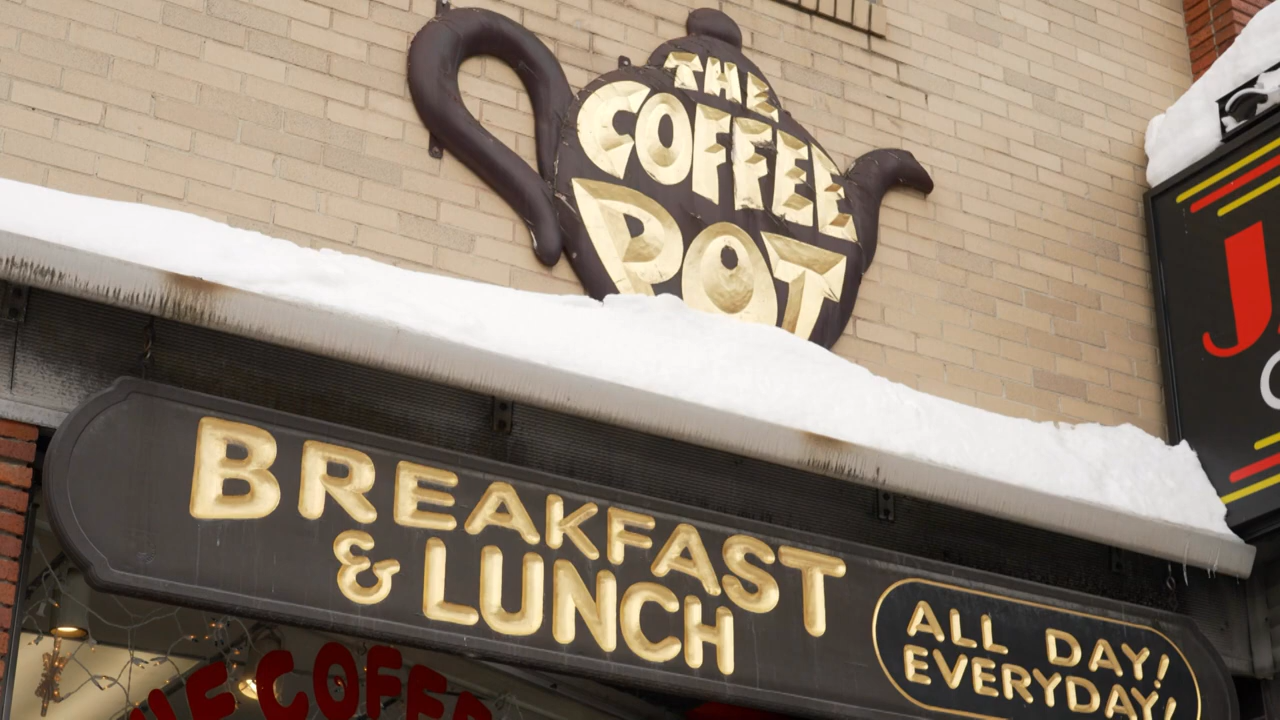 THE
COFFEE
POT
BREAKFAST
& LUNCH
ALL DAY!
EVERYDAY!